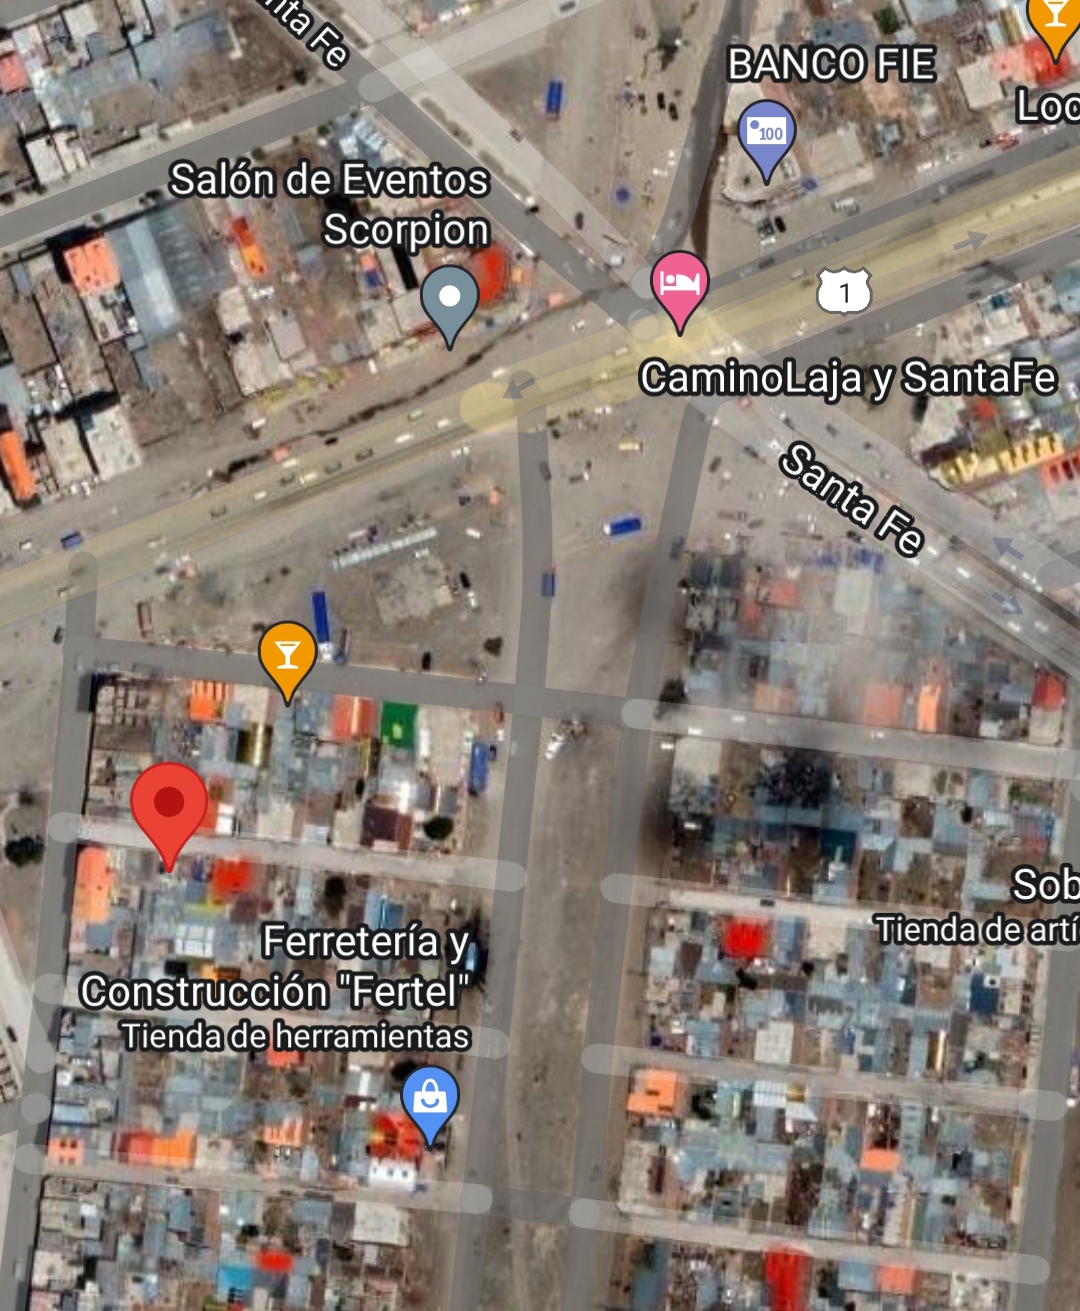 nta Fe
BANCO FIE
100
Loc
Salón de Eventos
Scorpion
1
CaminoLaja y SantaFe
Santa Fe
Sob
Tienda de artí
Ferretería y
Construcción "Fertel"
Tienda de herramientas